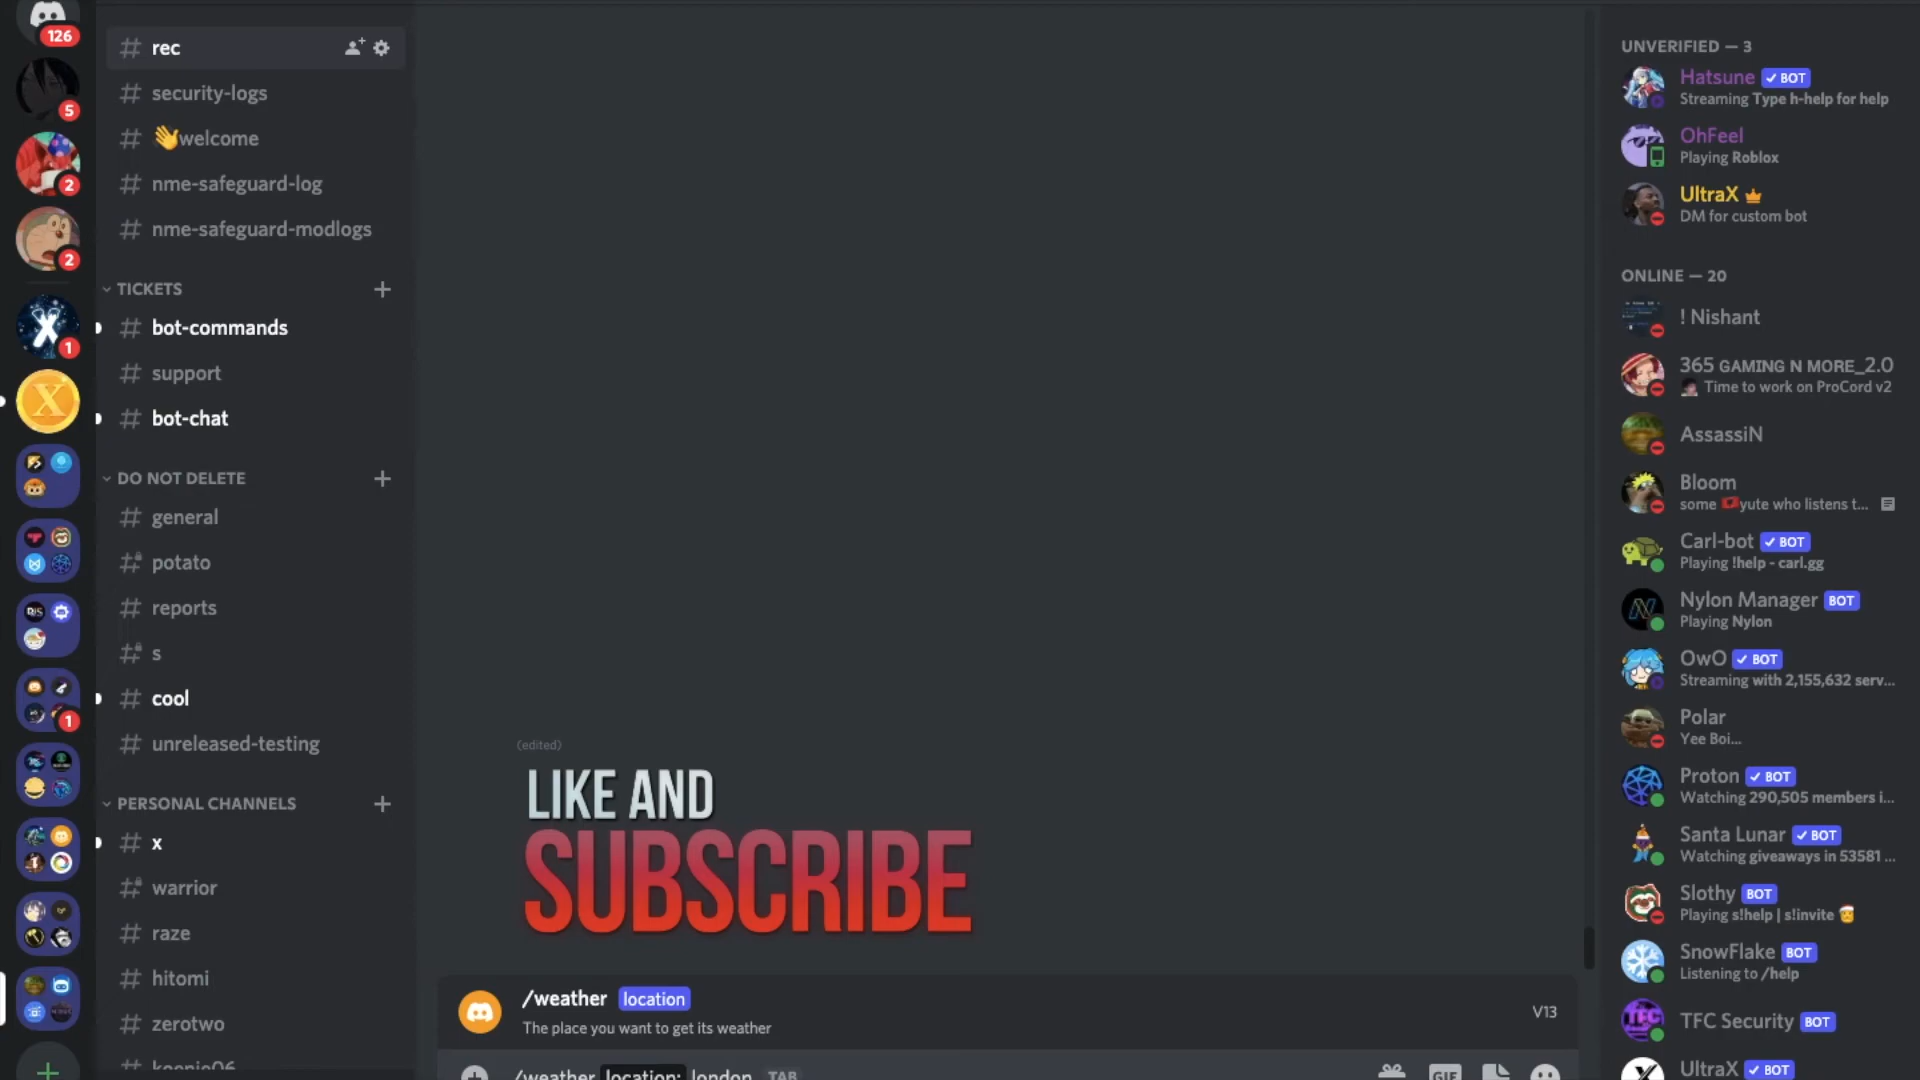 126
5
2
2
1
X
1
rec
security-logs
👋welcome
nme-safeguard-log
nme-safeguard-modlogs
TICKETS
bot-commands
support
bot-chat
DO NOT DELETE
general
potato
reports
s
cool
unreleased-testing
PERSONAL CHANNELS
x
warrior
raze
hitomi
zerotwo
(edited)
LIKE AND
SUBSCRIBE
/weather location
The place you want to get its weather
V13
/weather location: london TAB
GIF
UNVERIFIED — 3
Hatsune ✓ BOT
Streaming Type h-help for help
OhFeel
Playing Roblox
UltraX
DM for custom bot
ONLINE — 20
! Nishant
365 GAMING N MORE_2.0
Time to work on ProCord v2
AssassiN
Bloom
some yute who listens t...
Carl-bot ✓ BOT
Playing !help - carl.gg
Nylon Manager BOT
Playing Nylon
OwO ✓ BOT
Streaming with 2,155,632 serv...
Polar
Yee Boi...
Proton ✓ BOT
Watching 290,505 members i...
Santa Lunar ✓ BOT
Watching giveaways in 53581 ...
Slothy BOT
Playing s!help | s!invite 🎅
SnowFlake BOT
Listening to /help
TFC Security BOT
UltraX ✓ BOT